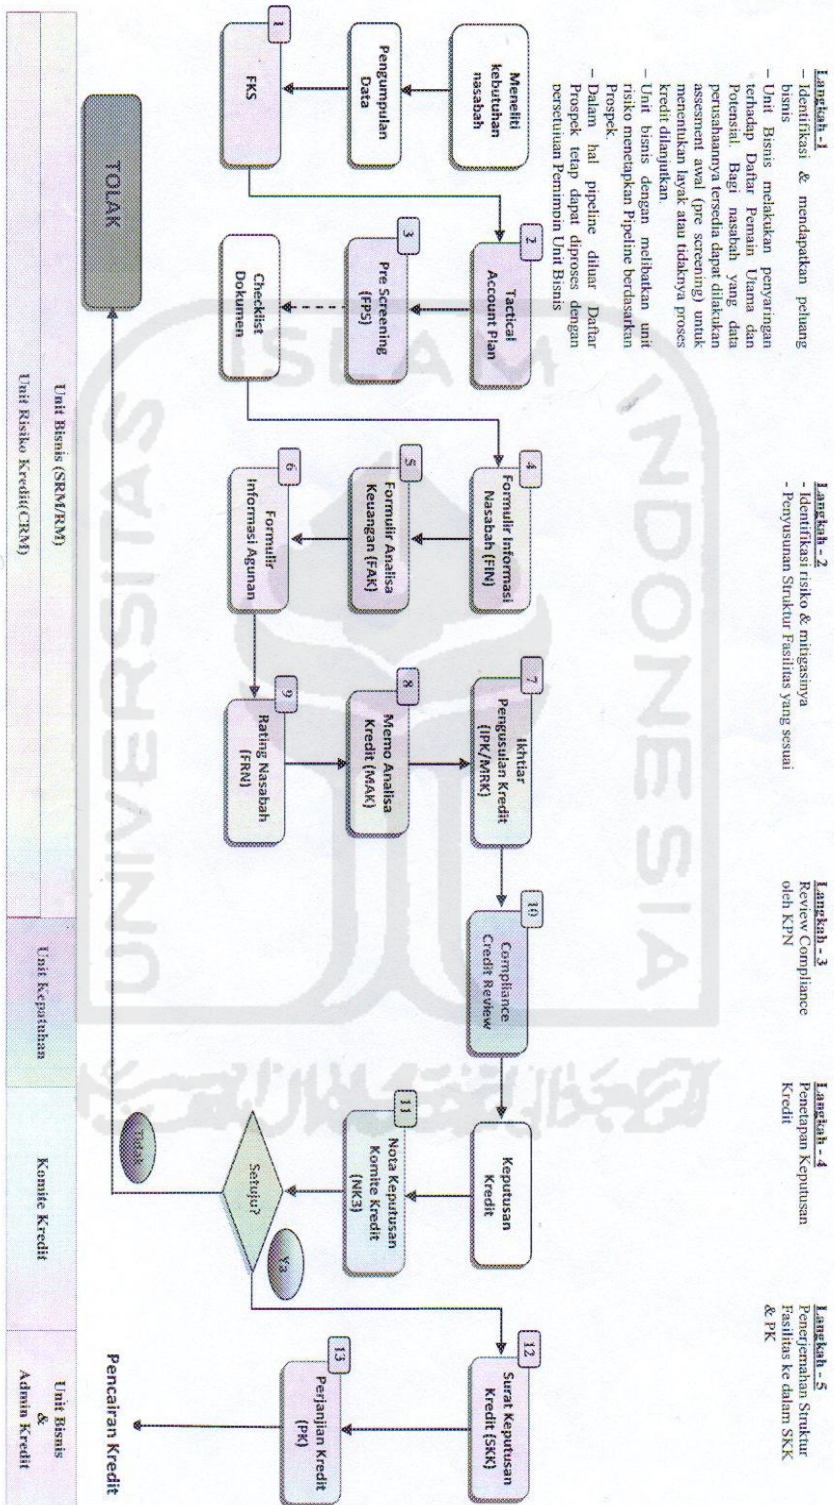 Langkah -1
– Identifikasi & mendapatkan peluang
bisnis
– Unit Bisnis melakukan penyaringan
terhadap Daftar Pemain Utama dan
Potensial. Bagi nasabah yang data
perusahaannya tersedia dapat dilakukan
assesment awal (pre screening) untuk
menentukan layak atau tidaknya proses
kredit dilanjutkan.
– Unit bisnis dengan melibatkan unit
risiko menetapkan Pipeline berdasarkan
Prospek.
– Dalam hal pipeline diluar Daftar
Prospek tetap dapat diproses dengan
persetujuan Pemimpin Unit Bisnis
Langkah - 2
- Identifikasi risiko & mitigasinya
- Penyusunan Struktur Fasilitas yang sesuai
Langkah - 3
Review Compliance
oleh KPN
Langkah - 4
Penetapan Keputusan
Kredit
Langkah - 5
Penerjemahan Struktur
Fasilitas ke dalam SKK
& PK
Meneliti
kebutuhan
nasabah
Pengumpulan
Data
1
FKS
2
Tactical
Account Plan
3
Pre Screening
(FPS)
Checklist
Dokumen
4
Formulir Informasi
Nasabah (FIN)
5
Formulir Analisa
Keuangan (FAK)
6
Formulir
Informasi Agunan
7
Ikhtiar
Pengusulan Kredit
(IPK/MRK)
8
Memo Analisa
Kredit (MAK)
9
Rating Nasabah
(FRN)
10
Compliance
Credit Review
Keputusan
Kredit
11
Nota Keputusan
Komite Kredit
(NK3)
Setuju?
Ya
Tidak
12
Surat Keputusan
Kredit (SKK)
13
Perjanjian Kredit
(PK)
Pencairan Kredit
TOLAK
Unit Bisnis (SRM/RM)
Unit Risiko Kredit(CRM)
Unit Kepatuhan
Komite Kredit
Unit Bisnis
&
Admin Kredit
UNIVERSITAS
ISLAM
INDONESIA